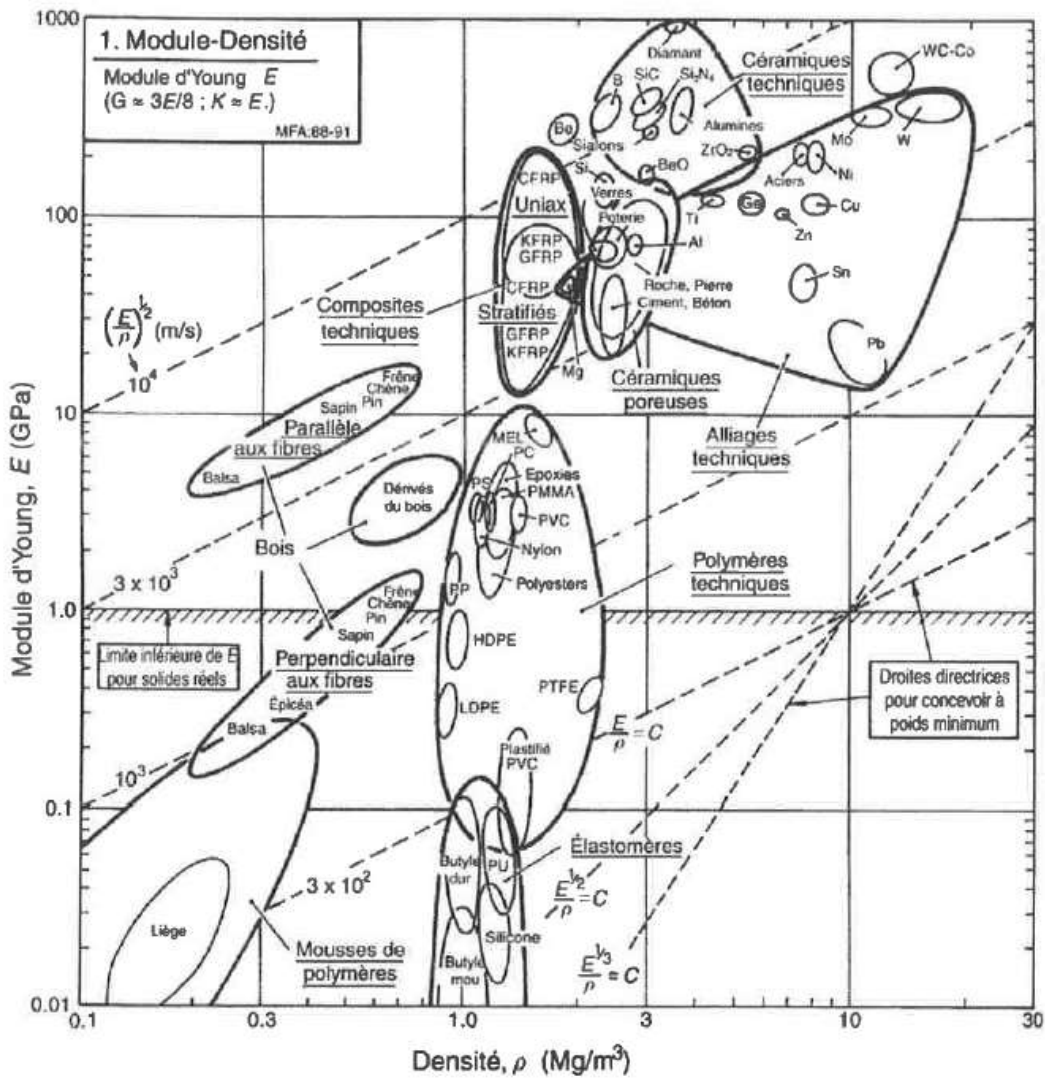 1. Module-Densité
Module d'Young E
(G ≈ 3E/8 ; K ≈ E.)
MFA:88-91
1000
100
10
1.0
0.1
0.01
Module d'Young, E (GPa)
0.1
0.3
1.0
3
10
30
Densité, ρ (Mg/m³)
Diamant
B
SiC
Si₃N₄
Céramiques
techniques
WC-Co
Be
Sialons
Alumines
ZrO₂
BeO
Si
Mo
W
Aciers
Ni
CFRP
Uniax
Verres
Poterie
Ti
Ge
Cu
Zn
Al
KFRP
GFRP
CFRP
Stratifiés
GFRP
KFRP
Mg
Roche, Pierre
Ciment, Béton
Sn
Pb
Composites
techniques
Céramiques
poreuses
Alliages
techniques
(E/ρ)^½ (m/s)
10⁴
Frêne
Chêne
Sapin
Pin
Parallèle
aux fibres
Balsa
Dérivés
du bois
Bois
3 x 10³
MEL
PC
PS
Epoxies
PMMA
PVC
Nylon
Polyesters
PP
Polymères
techniques
HDPE
LDPE
PTFE
Plastifié
PVC
Frêne
Chêne
Pin
Sapin
Perpendiculaire
aux fibres
Épicéa
Balsa
Limite inférieure de E
pour solides réels
Droites directrices
pour concevoir à
poids minimum
10³
3 x 10²
E/ρ = C
E^½/ρ = C
E^⅓/ρ = C
Élastomères
Butyle
dur
PU
Silicone
Butyle
mou
Liège
Mousses de
polymères